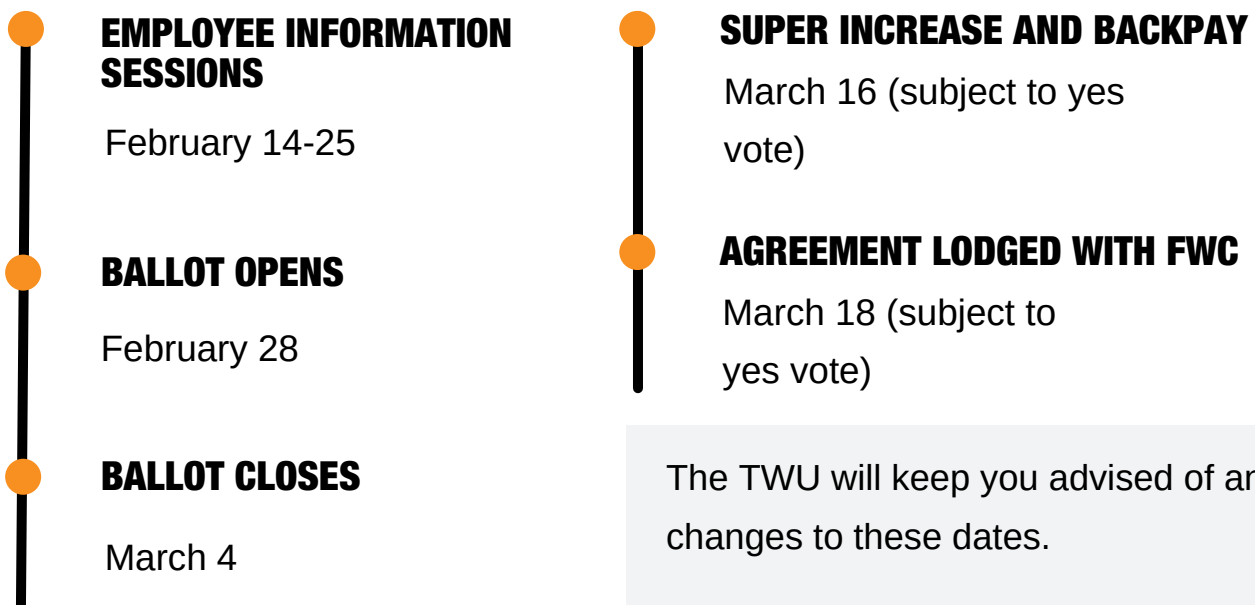 EMPLOYEE INFORMATION
SESSIONS
February 14-25
BALLOT OPENS
February 28
BALLOT CLOSES
March 4
SUPER INCREASE AND BACKPAY
March 16 (subject to yes
vote)
AGREEMENT LODGED WITH FWC
March 18 (subject to
yes vote)
The TWU will keep you advised of
changes to these dates.